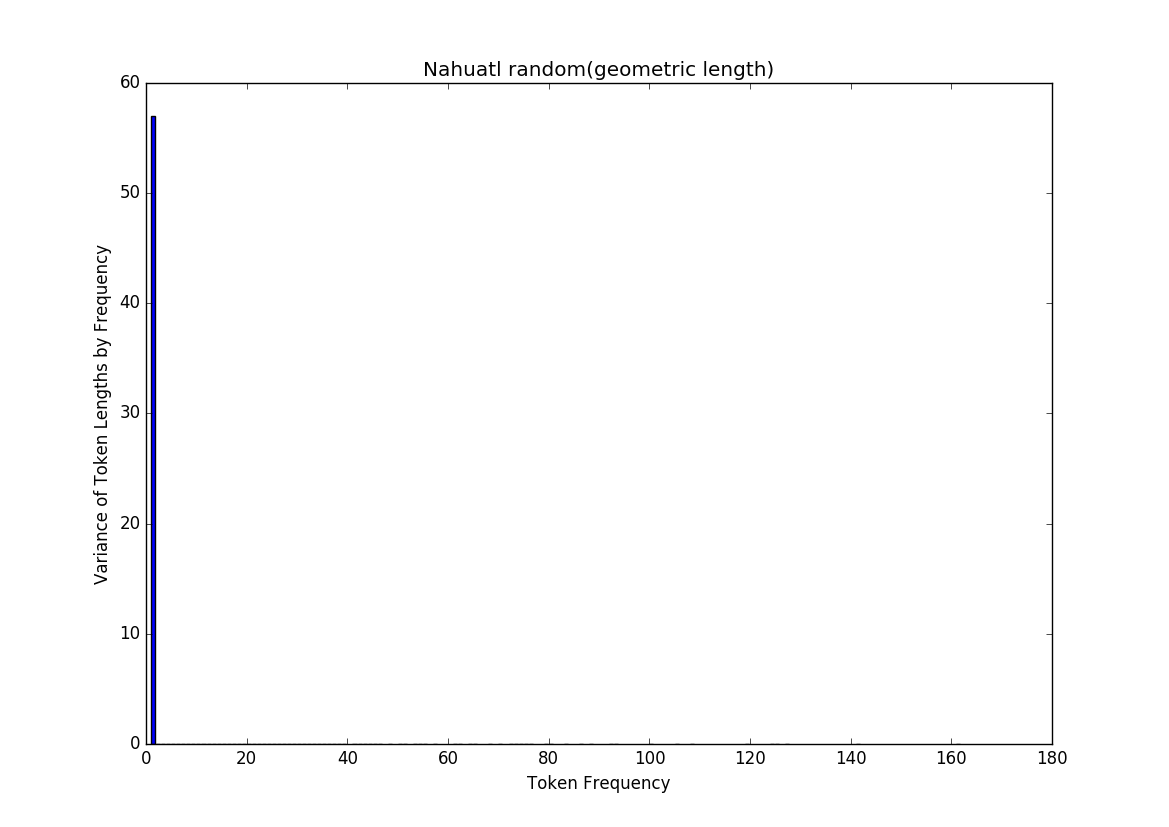 Nahuatl random(geometric length)
60
50
40
30
20
10
0
Variance of Token Lengths by Frequency
0 20 40 60 80 100 120 140 160 180
Token Frequency